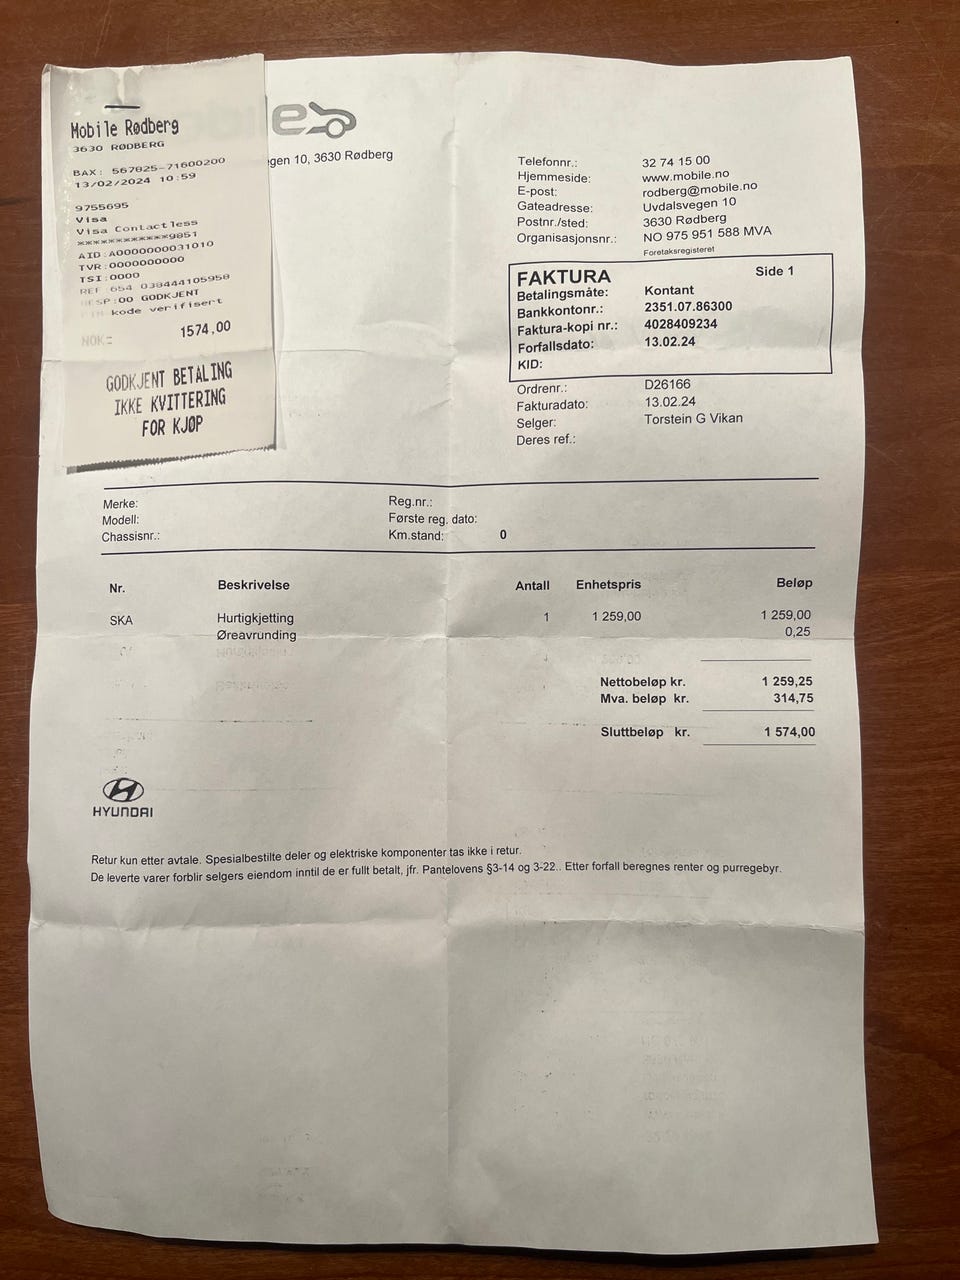 Mobile Rødberg
3630 RØDBERG
BAX: 567825-71600200
13/02/2024 10:59
9755695
Visa
Visa Contactless
************9851
AID:A0000000031010
TVR:0000000000
TSI:0000
REF:654 038444105958
RESP:00 GODKJENT
kode verifisert
NOK: 1574,00
GODKJENT BETALING
IKKE KVITTERING
FOR KJØP
gen 10, 3630 Rødberg
Telefonnr.: 32 74 15 00
Hjemmeside: www.mobile.no
E-post: rodberg@mobile.no
Gateadresse: Uvdalsvegen 10
Postnr./sted: 3630 Rødberg
Organisasjonsnr.: NO 975 951 588 MVA
Foretaksregisteret
FAKTURA Side 1
Betalingsmåte: Kontant
Bankkontonr.: 2351.07.86300
Faktura-kopi nr.: 4028409234
Forfallsdato: 13.02.24
KID:
Ordrenr.: D26166
Fakturadato: 13.02.24
Selger: Torstein G Vikan
Deres ref.:
Merke: Reg.nr.:
Modell: Første reg. dato:
Chassisnr.: Km.stand: 0
Nr. Beskrivelse Antall Enhetspris Beløp
SKA Hurtigkjetting 1 1 259,00 1 259,00
Øreavrunding 0,25
Nettobeløp kr. 1 259,25
Mva. beløp kr. 314,75
Sluttbeløp kr. 1 574,00
HYUNDAI
Retur kun etter avtale. Spesialbestilte deler og elektriske komponenter tas ikke i retur.
De leverte varer forblir selgers eiendom inntil de er fullt betalt, jfr. Pantelovens §3-14 og 3-22.. Etter forfall beregnes renter og purregebyr.